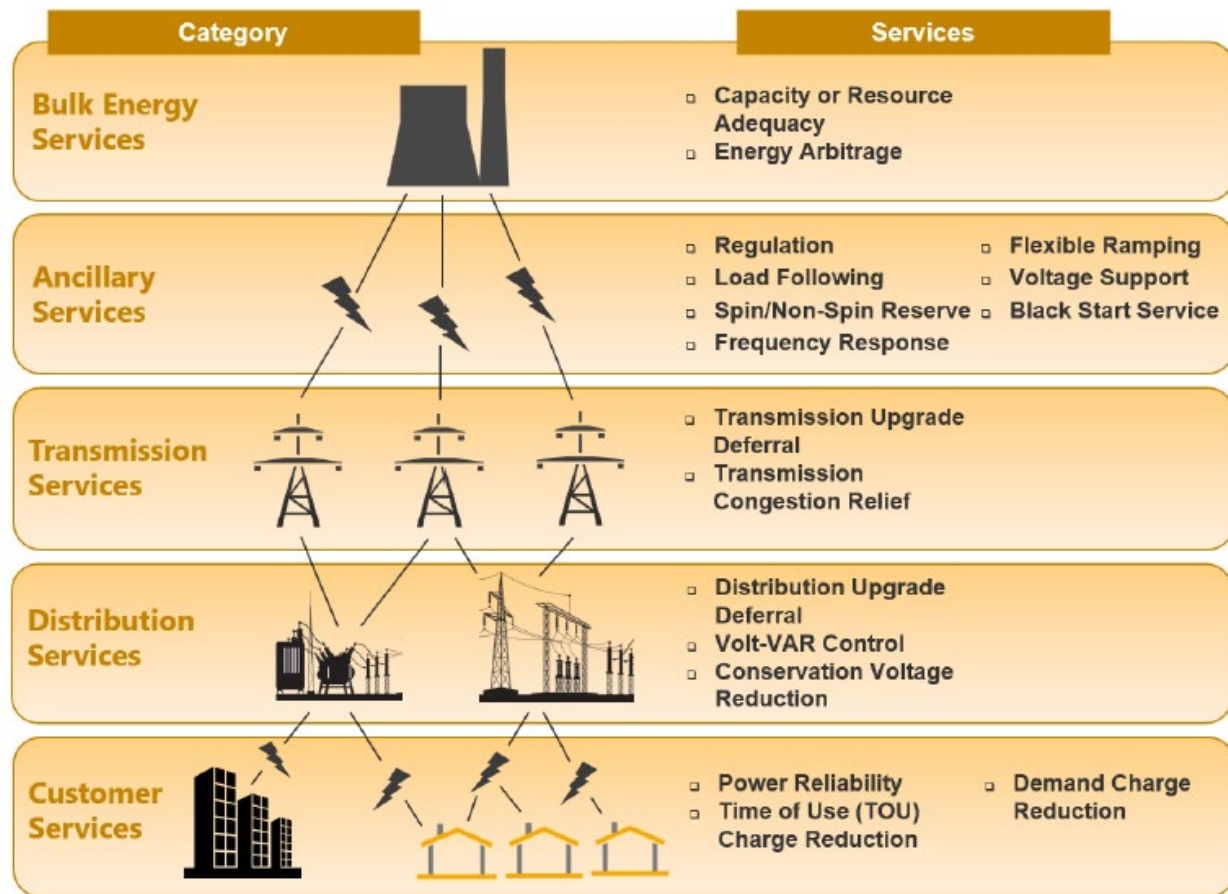 Category
Services
Bulk Energy
Services
▫ Capacity or Resource
Adequacy
▫ Energy Arbitrage
Ancillary
Services
▫ Regulation
▫ Load Following
▫ Spin/Non-Spin Reserve
▫ Frequency Response
▫ Flexible Ramping
▫ Voltage Support
▫ Black Start Service
Transmission
Services
▫ Transmission Upgrade
Deferral
▫ Transmission
Congestion Relief
Distribution
Services
▫ Distribution Upgrade
Deferral
▫ Volt-VAR Control
▫ Conservation Voltage
Reduction
Customer
Services
▫ Power Reliability
▫ Time of Use (TOU)
Charge Reduction
▫ Demand Charge
Reduction